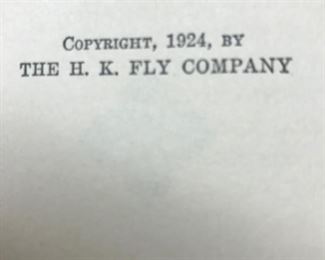 COPYRIGHT, 1924, BY
THE H. K. FLY COMPANY